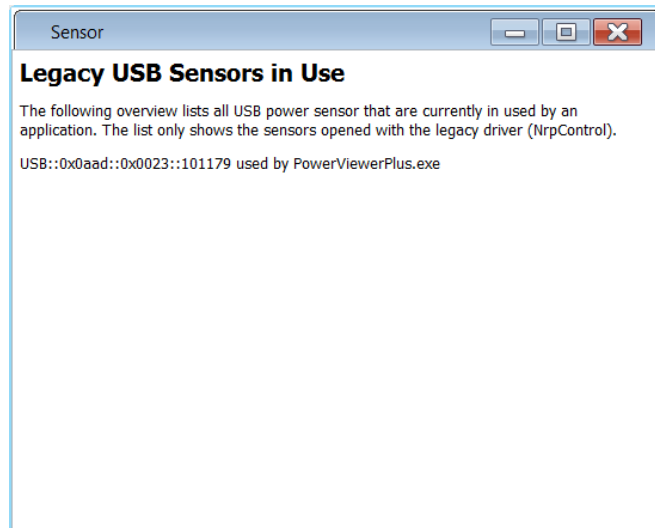 Sensor
Legacy USB Sensors in Use
The following overview lists all USB power sensor that are currently in used by an
application. The list only shows the sensors opened with the legacy driver (NrpControl).
USB::0x0aad::0x0023::101179 used by PowerViewerPlus.exe